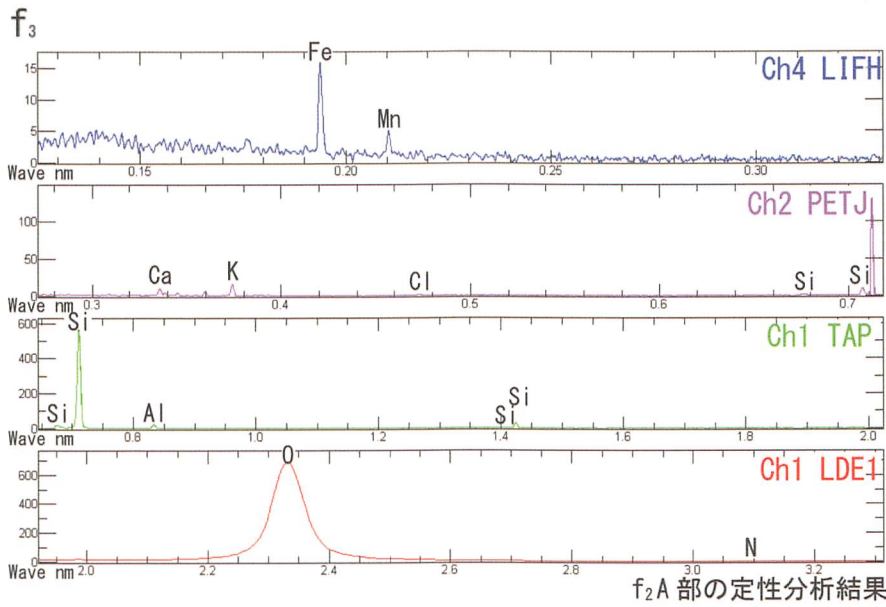 f₃
Ch4 LIFH
Fe
Mn
15
10
5
0
Wave nm
0.15
0.20
0.25
0.30
Ch2 PETJ
100
50
0
Ca
K
Cl
Si
Si
Wave nm
0.3
0.4
0.5
0.6
0.7
Ch1 TAP
600
400
200
0
Si
Si
Al
Si
Si
0.8
1.0
1.2
1.4
1.6
1.8
2.0
Ch1 LDE1
600
400
200
0
O
N
Wave nm
2.0
2.2
2.4
2.6
2.8
3.0
3.2
f₂A 部の定性分析結果